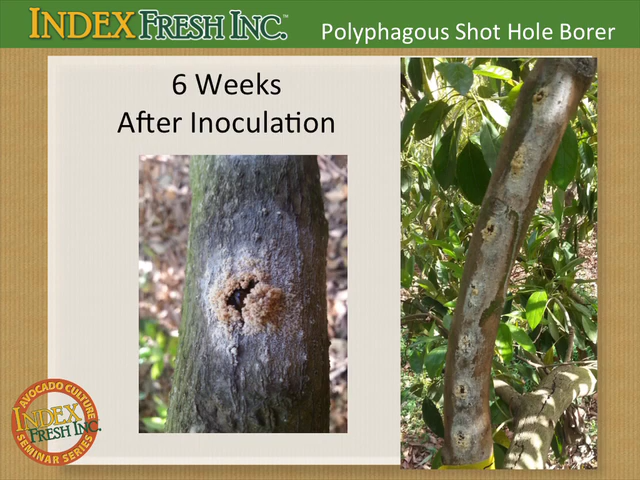 INDEX FRESH INC.™
Polyphagous Shot Hole Borer
6 Weeks
After Inoculation
AVOCADO CULTURE
INDEX
FRESH INC.
SEMINAR SERIES